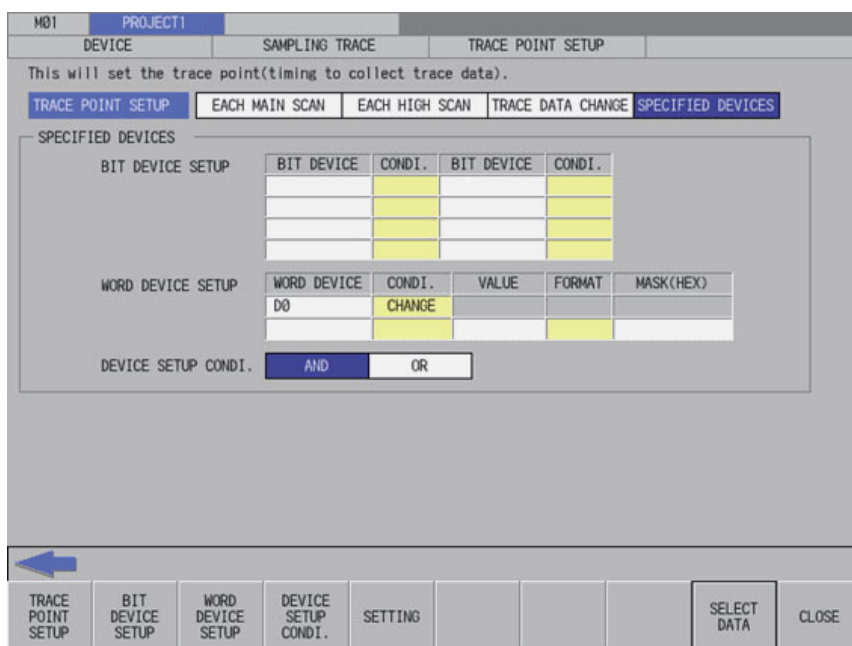 M01 PROJECT1
DEVICE SAMPLING TRACE TRACE POINT SETUP
This will set the trace point(timing to collect trace data).
TRACE POINT SETUP EACH MAIN SCAN EACH HIGH SCAN TRACE DATA CHANGE SPECIFIED DEVICES
SPECIFIED DEVICES
BIT DEVICE SETUP BIT DEVICE CONDI. BIT DEVICE CONDI.
WORD DEVICE SETUP WORD DEVICE CONDI. VALUE FORMAT MASK(HEX)
D0 CHANGE
DEVICE SETUP CONDI. AND OR
TRACE POINT SETUP BIT DEVICE SETUP WORD DEVICE SETUP DEVICE SETUP CONDI. SETTING SELECT DATA CLOSE